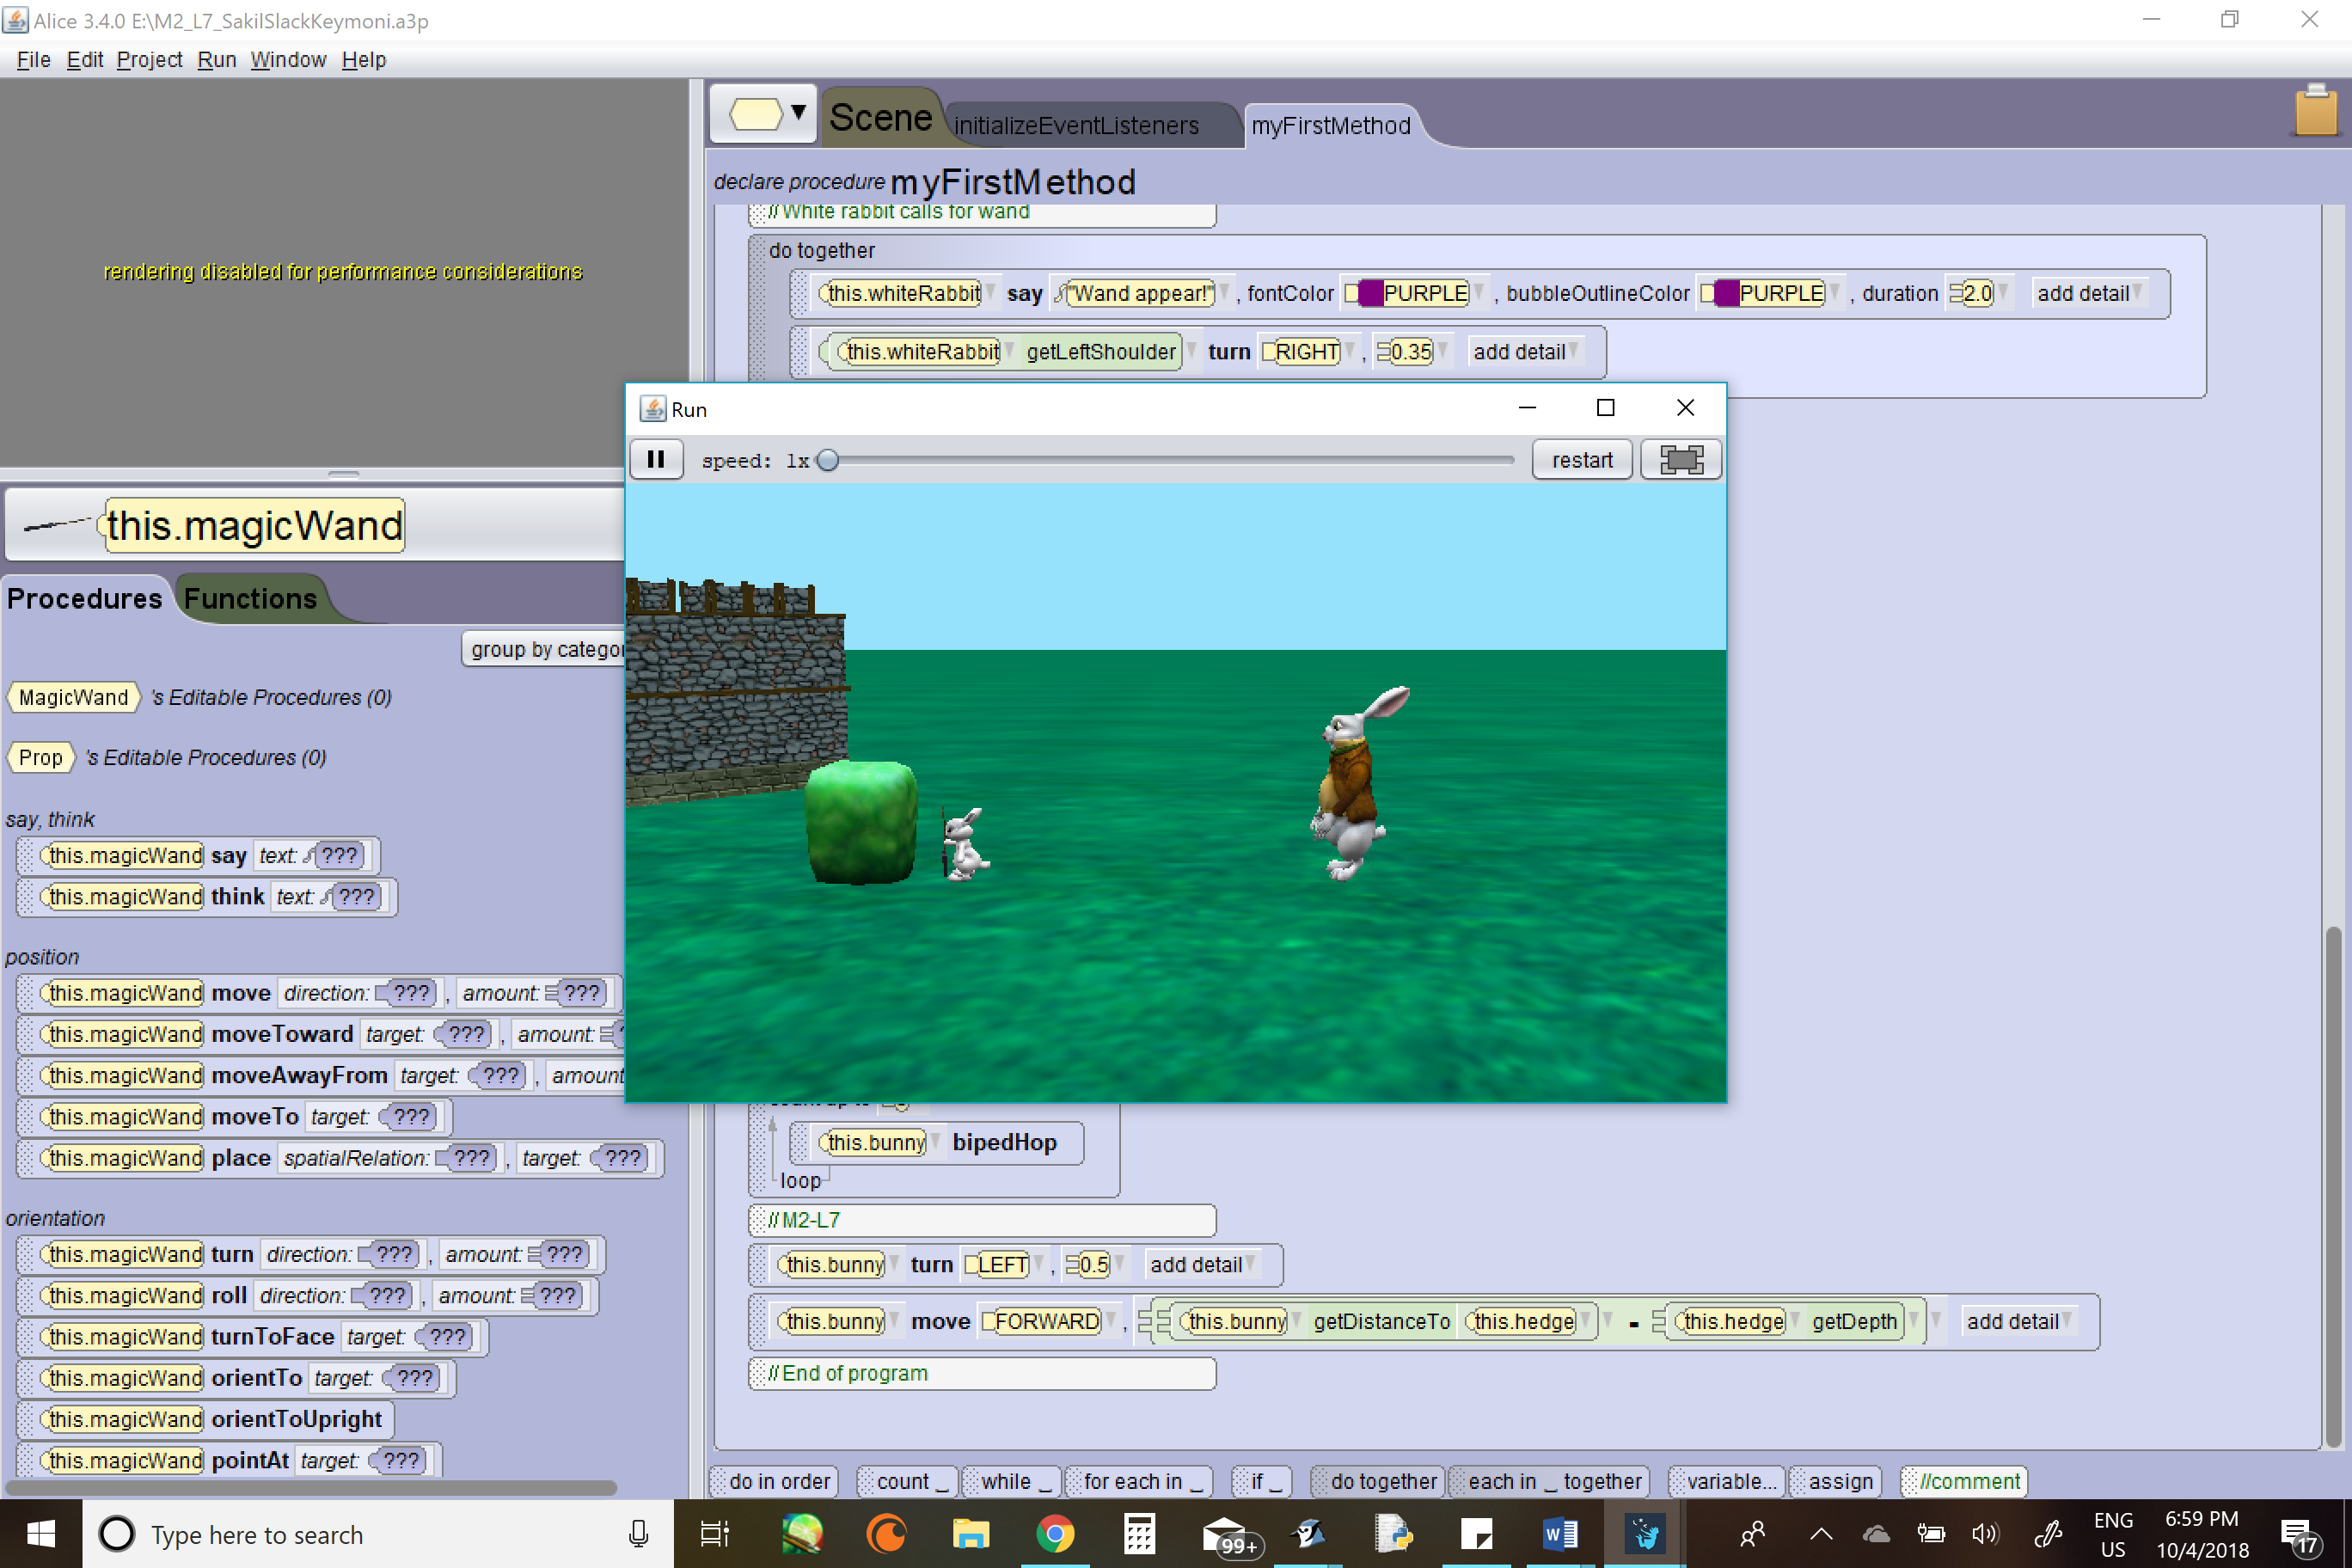 Alice 3.4.0 E:\M2_L7_SakilSlackKeymoni.a3p
File Edit Project Run Window Help
rendering disabled for performance considerations
Scene initializeEventListeners myFirstMethod
declare procedure myFirstMethod
//White rabbit calls for wand
do together
this.whiteRabbit say "Wand appear!" , fontColor PURPLE , bubbleOutlineColor PURPLE , duration 2.0 add detail
this.whiteRabbit getLeftShoulder turn RIGHT , 0.35 add detail
Run
speed: 1x restart
this.magicWand
Procedures Functions
group by categor
MagicWand 's Editable Procedures (0)
Prop 's Editable Procedures (0)
say, think
this.magicWand say text: ???
this.magicWand think text: ???
position
this.magicWand move direction: ??? , amount: ???
this.magicWand moveToward target: ??? , amount: ?
this.magicWand moveAwayFrom target: ??? , amount
this.magicWand moveTo target: ???
this.magicWand place spatialRelation: ??? , target: ???
orientation
this.magicWand turn direction: ??? , amount: ???
this.magicWand roll direction: ??? , amount: ???
this.magicWand turnToFace target: ???
this.magicWand orientTo target: ???
this.magicWand orientToUpright
this.magicWand pointAt target: ???
count up to
this.bunny bipedHop
loop
//M2-L7
this.bunny turn LEFT , 0.5 add detail
this.bunny move FORWARD , this.bunny getDistanceTo this.hedge - this.hedge getDepth add detail
//End of program
do in order count _ while _ for each in _ if _ do together each in _ together variable... assign //comment
Type here to search
99+
ENG
US
6:59 PM
10/4/2018
17